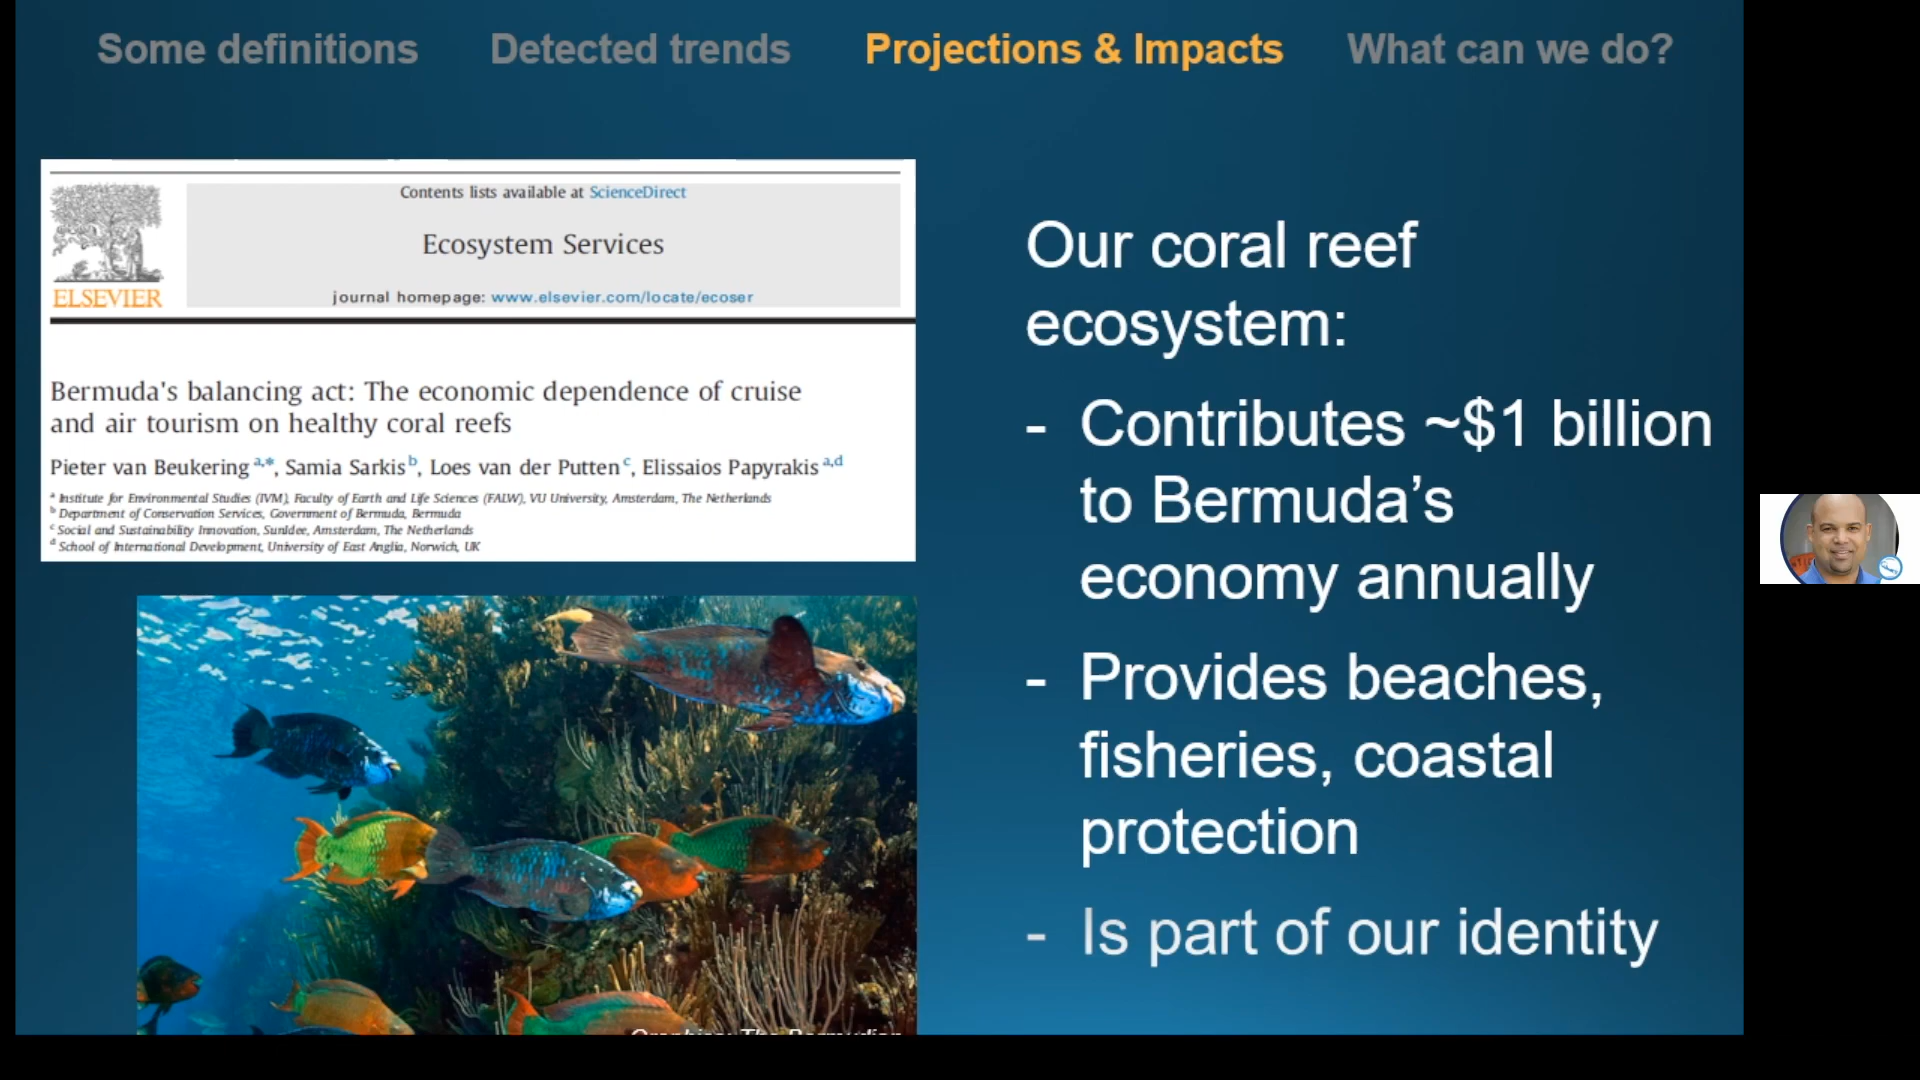 Some definitions Detected trends Projections & Impacts What can we do?
Contents lists available at ScienceDirect
Ecosystem Services
journal homepage: www.elsevier.com/locate/ecoser
ELSEVIER
Bermuda's balancing act: The economic dependence of cruise
and air tourism on healthy coral reefs
Pieter van Beukering a,*, Samia Sarkis b, Loes van der Putten c, Elissaios Papyrakis a,d
a Institute for Environmental Studies (IVM), Faculty of Earth and Life Sciences (FALW), VU University, Amsterdam, The Netherlands
b Department of Conservation Services, Government of Bermuda, Bermuda
c Social and Sustainability Innovation, SunIdee, Amsterdam, The Netherlands
d School of International Development, University of East Anglia, Norwich, UK
Our coral reef
ecosystem:
- Contributes ~$1 billion
to Bermuda’s
economy annually
- Provides beaches,
fisheries, coastal
protection
- Is part of our identity